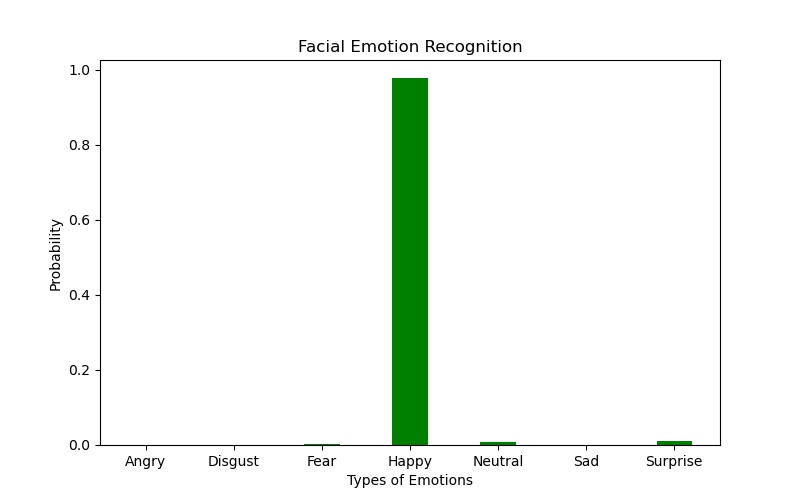 Facial Emotion Recognition
1.0
0.8
0.6
0.4
0.2
0.0
Probability
Angry Disgust Fear Happy Neutral Sad Surprise
Types of Emotions